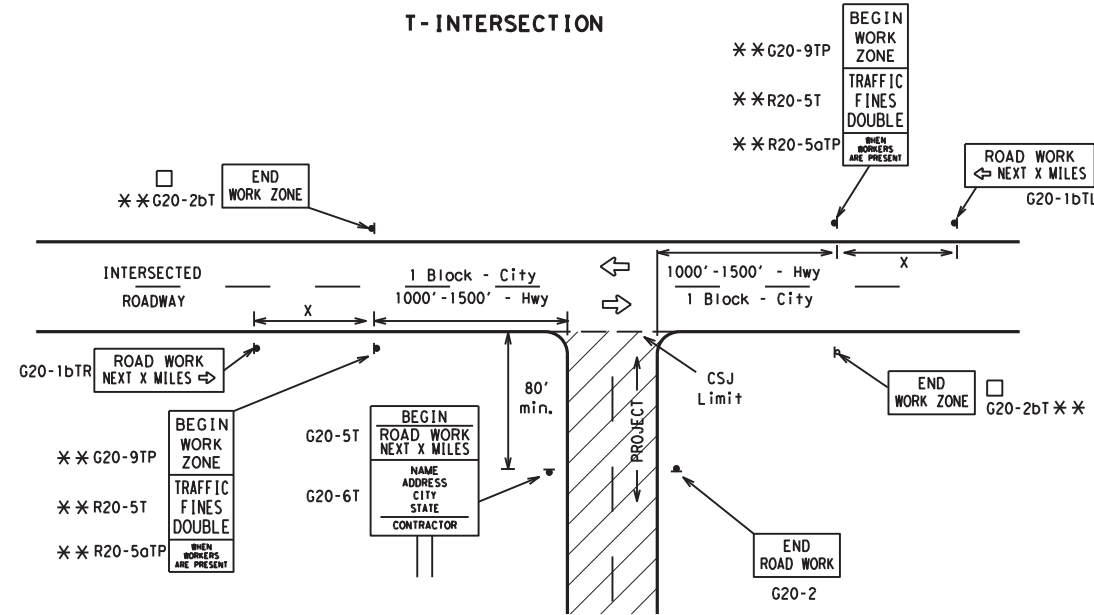 T-INTERSECTION
BEGIN
WORK
ZONE
TRAFFIC
FINES
DOUBLE
WHEN
WORKERS
ARE PRESENT
**G20-9TP
**R20-5T
**R20-5aTP
ROAD WORK
⇦ NEXT X MILES
G20-1bTL
END
WORK ZONE
□
**G20-2bT
INTERSECTED
ROADWAY
X
1 Block - City
1000'-1500' - Hwy
1000'-1500' - Hwy
1 Block - City
X
G20-1bTR
ROAD WORK
NEXT X MILES ⇨
80'
min.
CSJ
Limit
PROJECT
END
WORK ZONE
□
G20-2bT **
**G20-9TP
**R20-5T
**R20-5aTP
BEGIN
WORK
ZONE
TRAFFIC
FINES
DOUBLE
WHEN
WORKERS
ARE PRESENT
G20-5T
G20-6T
BEGIN
ROAD WORK
NEXT X MILES
NAME
ADDRESS
CITY
STATE
CONTRACTOR
END
ROAD WORK
G20-2